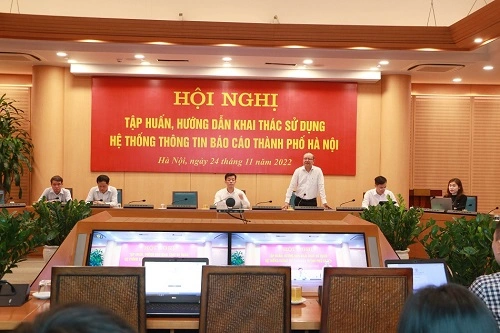 HỘI NGHỊ
TẬP HUẤN, HƯỚNG DẪN KHAI THÁC SỬ DỤNG
HỆ THỐNG THÔNG TIN BÁO CÁO THÀNH PHỐ HÀ NỘI
Hà Nội, ngày 24 tháng 11 năm 2022